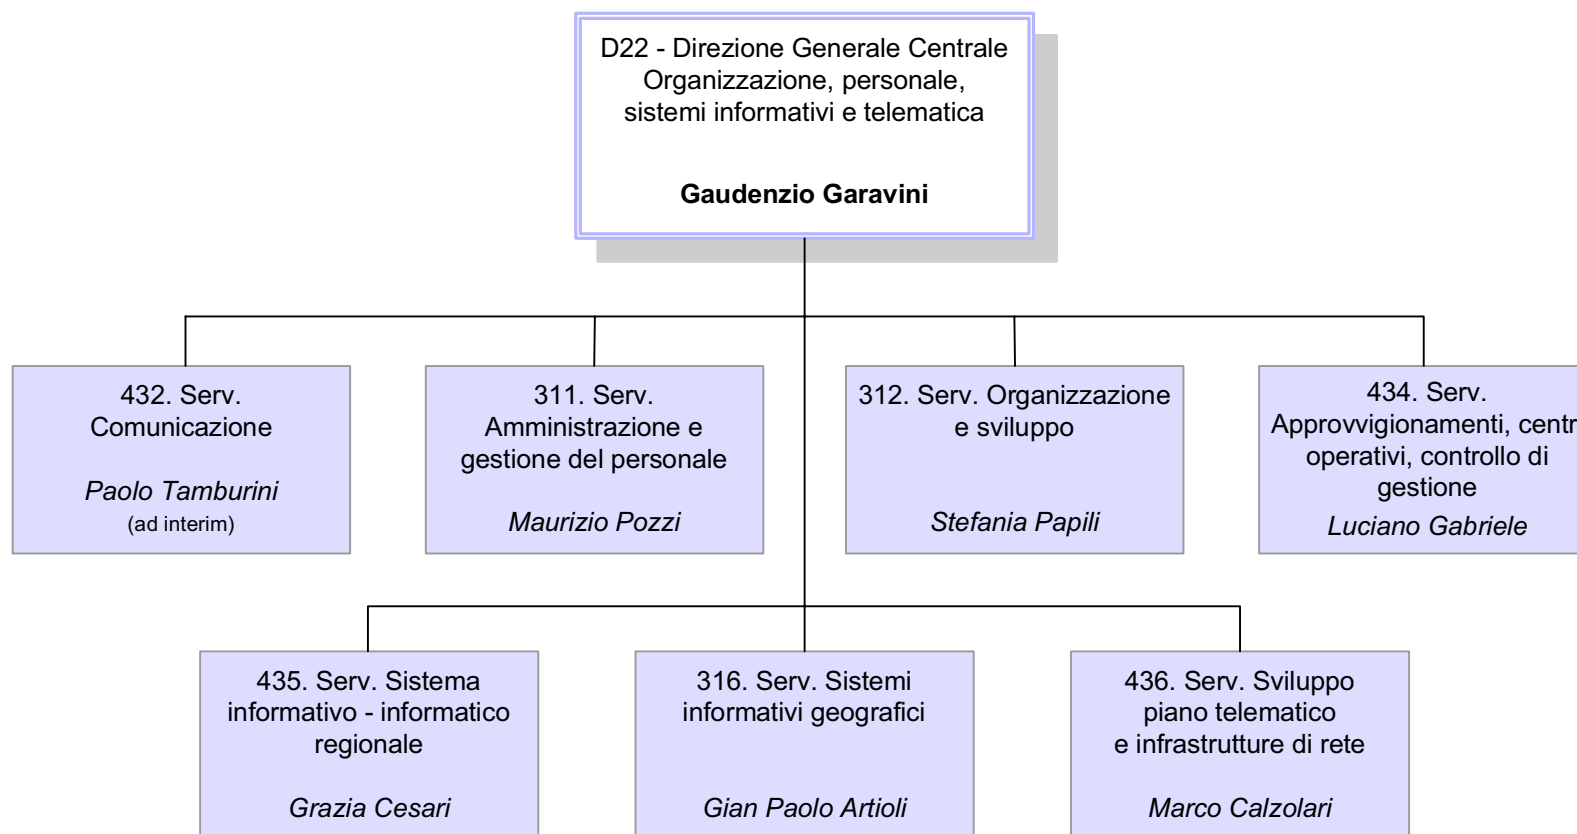 D22 - Direzione Generale Centrale
Organizzazione, personale,
sistemi informativi e telematica
Gaudenzio Garavini
432. Serv.
Comunicazione
Paolo Tamburini
(ad interim)
311. Serv.
Amministrazione e
gestione del personale
Maurizio Pozzi
312. Serv. Organizzazione
e sviluppo
Stefania Papili
434. Serv.
Approvvigionamenti, centr
operativi, controllo di
gestione
Luciano Gabriele
435. Serv. Sistema
informativo - informatico
regionale
Grazia Cesari
316. Serv. Sistemi
informativi geografici
Gian Paolo Artioli
436. Serv. Sviluppo
piano telematico
e infrastrutture di rete
Marco Calzolari